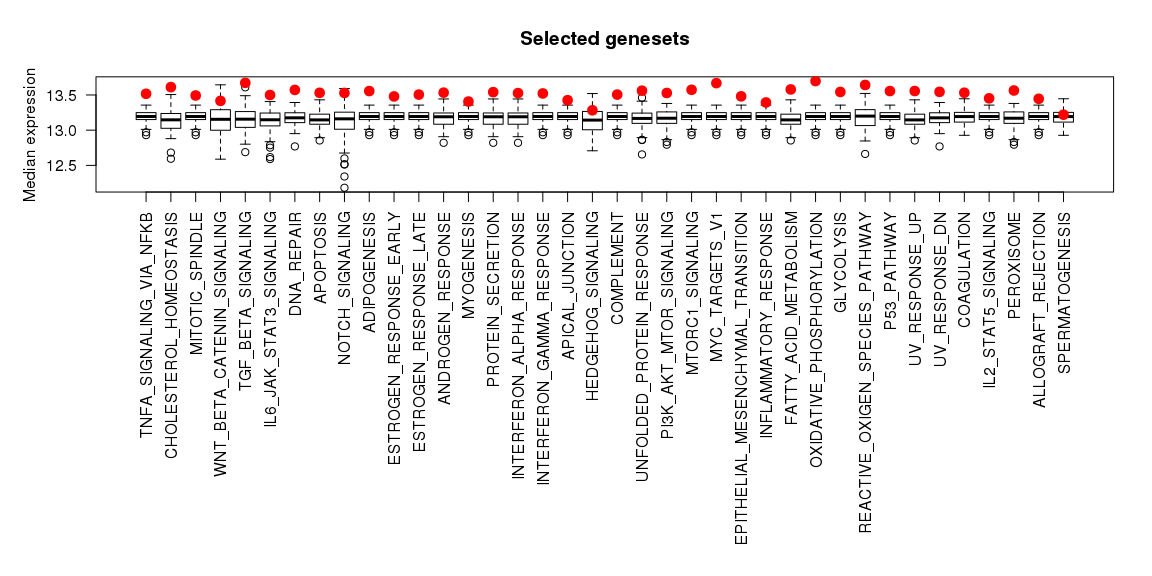 Selected genesets
Median expression
13.5
13.0
12.5
TNFA_SIGNALING_VIA_NFKB
CHOLESTEROL_HOMEOSTASIS
MITOTIC_SPINDLE
WNT_BETA_CATENIN_SIGNALING
TGF_BETA_SIGNALING
IL6_JAK_STAT3_SIGNALING
DNA_REPAIR
APOPTOSIS
NOTCH_SIGNALING
ADIPOGENESIS
ESTROGEN_RESPONSE_EARLY
ESTROGEN_RESPONSE_LATE
ANDROGEN_RESPONSE
MYOGENESIS
PROTEIN_SECRETION
INTERFERON_ALPHA_RESPONSE
INTERFERON_GAMMA_RESPONSE
APICAL_JUNCTION
HEDGEHOG_SIGNALING
COMPLEMENT
UNFOLDED_PROTEIN_RESPONSE
PI3K_AKT_MTOR_SIGNALING
MTORC1_SIGNALING
MYC_TARGETS_V1
EPITHELIAL_MESENCHYMAL_TRANSITION
INFLAMMATORY_RESPONSE
FATTY_ACID_METABOLISM
OXIDATIVE_PHOSPHORYLATION
GLYCOLYSIS
REACTIVE_OXIGEN_SPECIES_PATHWAY
P53_PATHWAY
UV_RESPONSE_UP
UV_RESPONSE_DN
COAGULATION
IL2_STAT5_SIGNALING
PEROXISOME
ALLOGRAFT_REJECTION
SPERMATOGENESIS